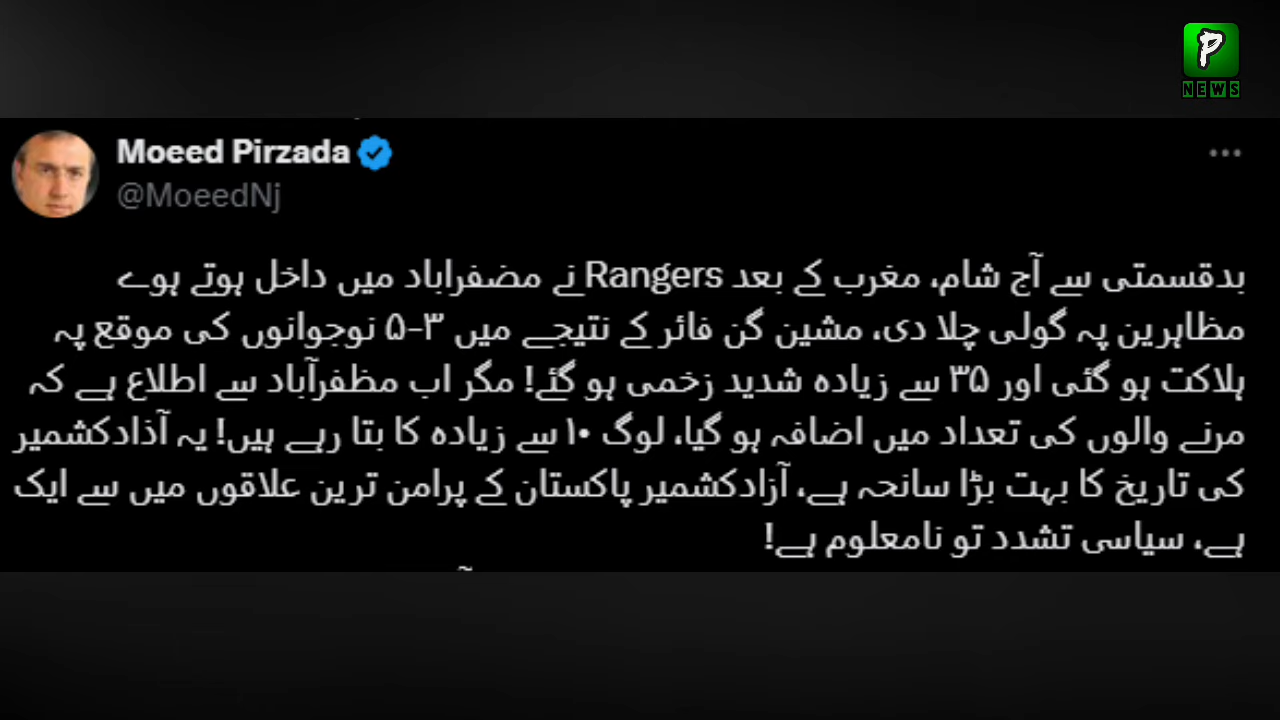 P
NEWS
Moeed Pirzada
@MoeedNj
بدقسمتی سے آج شام، مغرب کے بعد Rangers نے مضفراباد میں داخل ہوتے ہوے
مظاہرین پہ گولی چلا دی، مشین گن فائر کے نتیجے میں ۳-۵ نوجوانوں کی موقع پہ
ہلاکت ہو گئی اور ۳۵ سے زیادہ شدید زخمی ہو گئے! مگر اب مظفرآباد سے اطلاع ہے کہ
مرنے والوں کی تعداد میں اضافہ ہو گیا، لوگ ۱۰ سے زیادہ کا بتا رہے ہیں! یہ آذادکشمیر
کی تاریخ کا بہت بڑا سانحہ ہے، آزادکشمیر پاکستان کے پرامن ترین علاقوں میں سے ایک
ہے، سیاسی تشدد تو نامعلوم ہے!